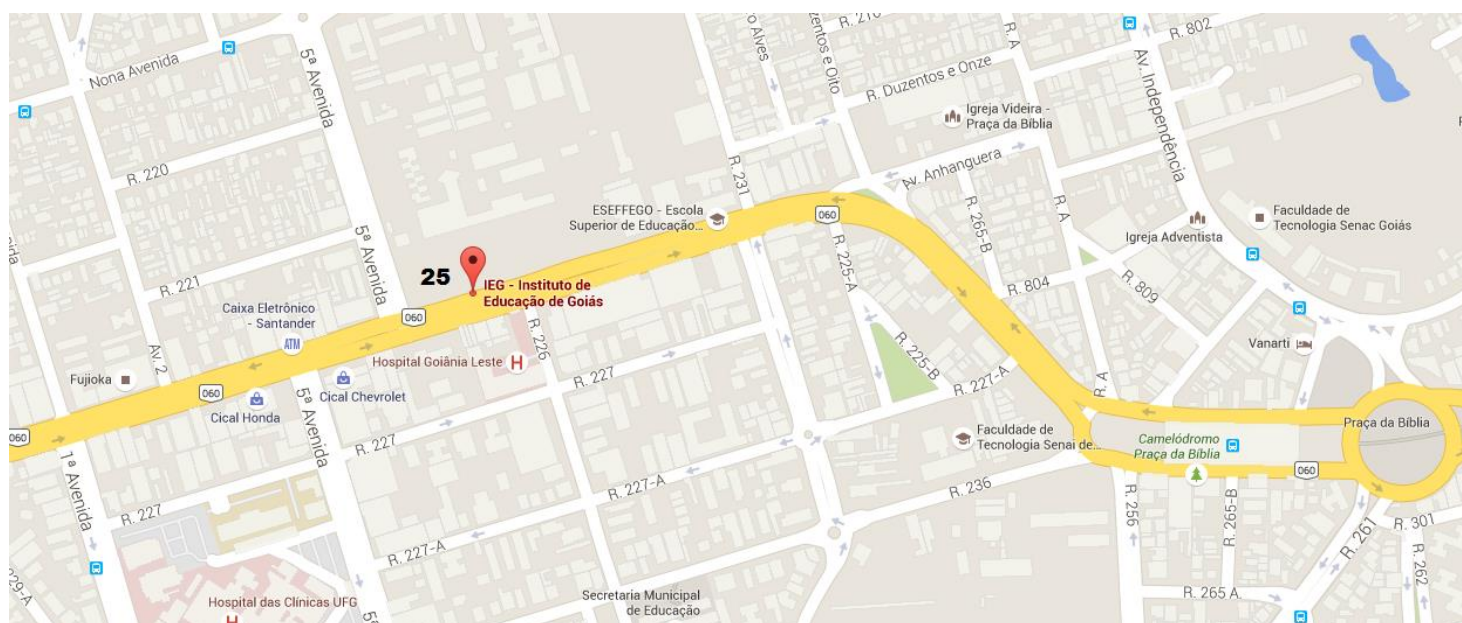 R. 210
R. 802
R. A
ro Alves
uzentos e Oito
Av. Independência
Nona Avenida
5ª Avenida
R. Duzentos e Onze
Igreja Videira -
Praça da Bíblia
R. 220
R. 231
Av. Anhanguera
R. 265-B
R. A
ESEFFEGO - Escola
Superior de Educação...
060
Igreja Adventista
Faculdade de
Tecnologia Senac Goiás
5ª Avenida
R. 225-A
25
IEG - Instituto de
Educação de Goiás
R. 221
R. 804
R. 809
Caixa Eletrônico
- Santander
ATM
060
R. 226
Hospital Goiânia Leste
H
R. 225-B
Vanarti
Av. 2
Fujioka
060
R. 227
R. 227-A
R. A
Cical Chevrolet
Cical Honda
5ª Avenida
060
Praça da Bíblia
1ª Avenida
R. 227
Faculdade de
Tecnologia Senai de...
Camelódromo
Praça da Bíblia
060
R. 227-A
R. 236
R. 227
R. 256
R. 265-B
R. 261
R. 301
R. 227-A
R. 262
229-A
Hospital das Clínicas UFG
H
5ª
Secretaria Municipal
de Educação
R. 265 A.